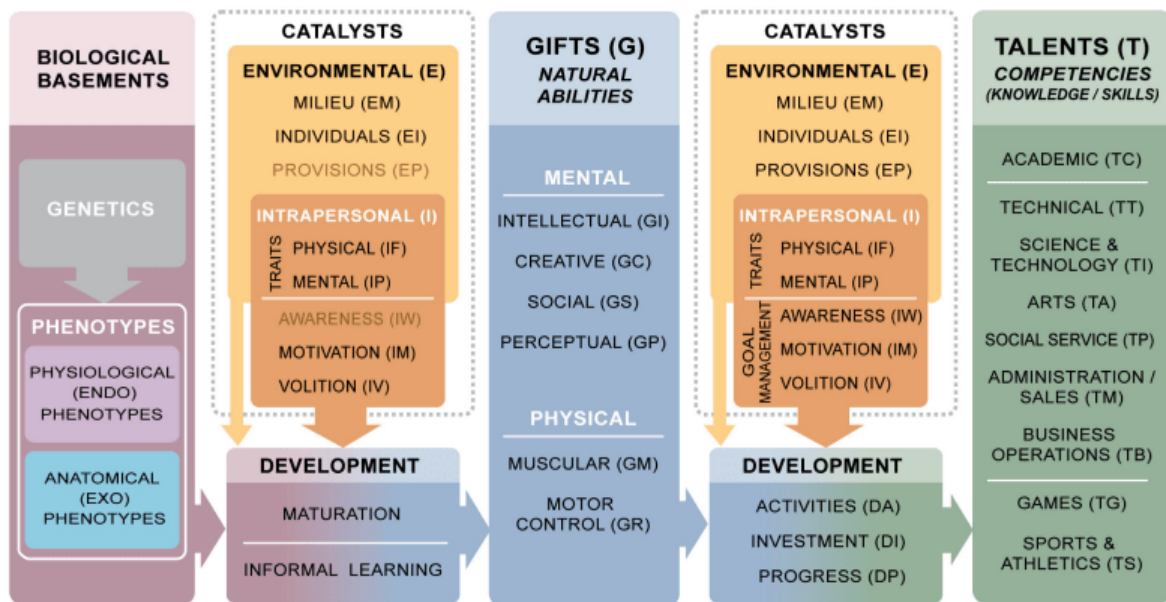 BIOLOGICAL
BASEMENTS
GENETICS
PHENOTYPES
PHYSIOLOGICAL
(ENDO)
PHENOTYPES
ANATOMICAL
(EXO)
PHENOTYPES
CATALYSTS
ENVIRONMENTAL (E)
MILIEU (EM)
INDIVIDUALS (EI)
PROVISIONS (EP)
INTRAPERSONAL (I)
TRAITS
PHYSICAL (IF)
MENTAL (IP)
AWARENESS (IW)
MOTIVATION (IM)
VOLITION (IV)
DEVELOPMENT
MATURATION
INFORMAL LEARNING
GIFTS (G)
NATURAL
ABILITIES
MENTAL
INTELLECTUAL (GI)
CREATIVE (GC)
SOCIAL (GS)
PERCEPTUAL (GP)
PHYSICAL
MUSCULAR (GM)
MOTOR
CONTROL (GR)
CATALYSTS
ENVIRONMENTAL (E)
MILIEU (EM)
INDIVIDUALS (EI)
PROVISIONS (EP)
INTRAPERSONAL (I)
TRAITS
PHYSICAL (IF)
MENTAL (IP)
GOAL
MANAGEMENT
AWARENESS (IW)
MOTIVATION (IM)
VOLITION (IV)
DEVELOPMENT
ACTIVITIES (DA)
INVESTMENT (DI)
PROGRESS (DP)
TALENTS (T)
COMPETENCIES
(KNOWLEDGE / SKILLS)
ACADEMIC (TC)
TECHNICAL (TT)
SCIENCE &
TECHNOLOGY (TI)
ARTS (TA)
SOCIAL SERVICE (TP)
ADMINISTRATION /
SALES (TM)
BUSINESS
OPERATIONS (TB)
GAMES (TG)
SPORTS &
ATHLETICS (TS)